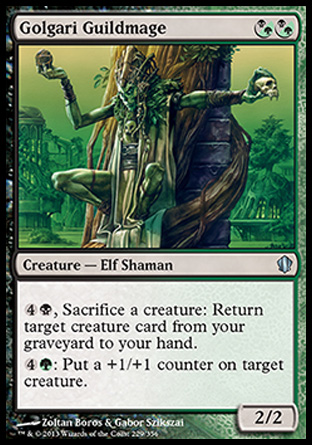 Golgari Guildmage
Creature — Elf Shaman
4, Sacrifice a creature: Return
target creature card from your
graveyard to your hand.
4: Put a +1/+1 counter on target
creature.
Zoltan Boros & Gabor Szikszai
™ & © 2013 Wizards of the Coast 229/356
2/2